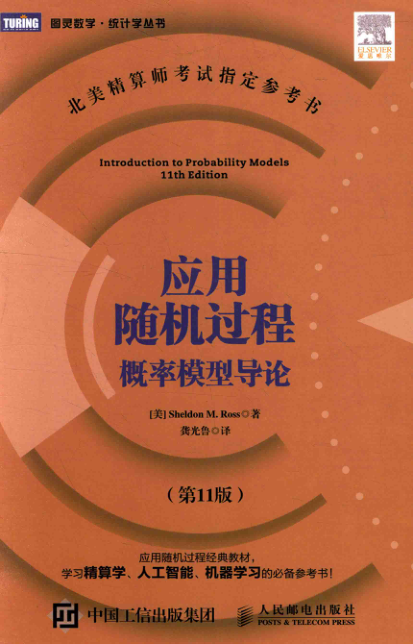 TURING
图灵数学·统计学丛书
ELSEVIER
爱思唯尔
北美精算师考试指定参考书
Introduction to Probability Models
11th Edition
应用
随机过程
概率模型导论
[美] Sheldon M. Ross◎著
龚光鲁◎译
（第11版）
应用随机过程经典教材，
学习精算学、人工智能、机器学习的必备参考书！
中国工信出版集团
人民邮电出版社
POSTS & TELECOM PRESS